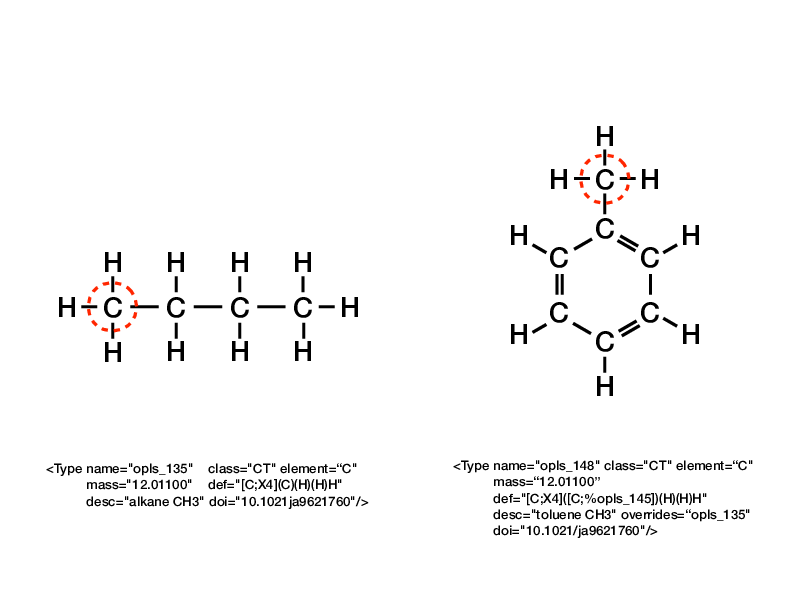 H
H C H
C
H C C H
H H H H
H C C C C H
H H H H
C C
H C H
H
<Type name="opls_135" class="CT" element=“C"
mass="12.01100" def="[C;X4](C)(H)(H)H"
desc="alkane CH3" doi="10.1021ja9621760"/>
<Type name="opls_148" class="CT" element=“C"
mass=“12.01100”
def="[C;X4]([C;%opls_145])(H)(H)H"
desc="toluene CH3" overrides=“opls_135"
doi="10.1021/ja9621760"/>